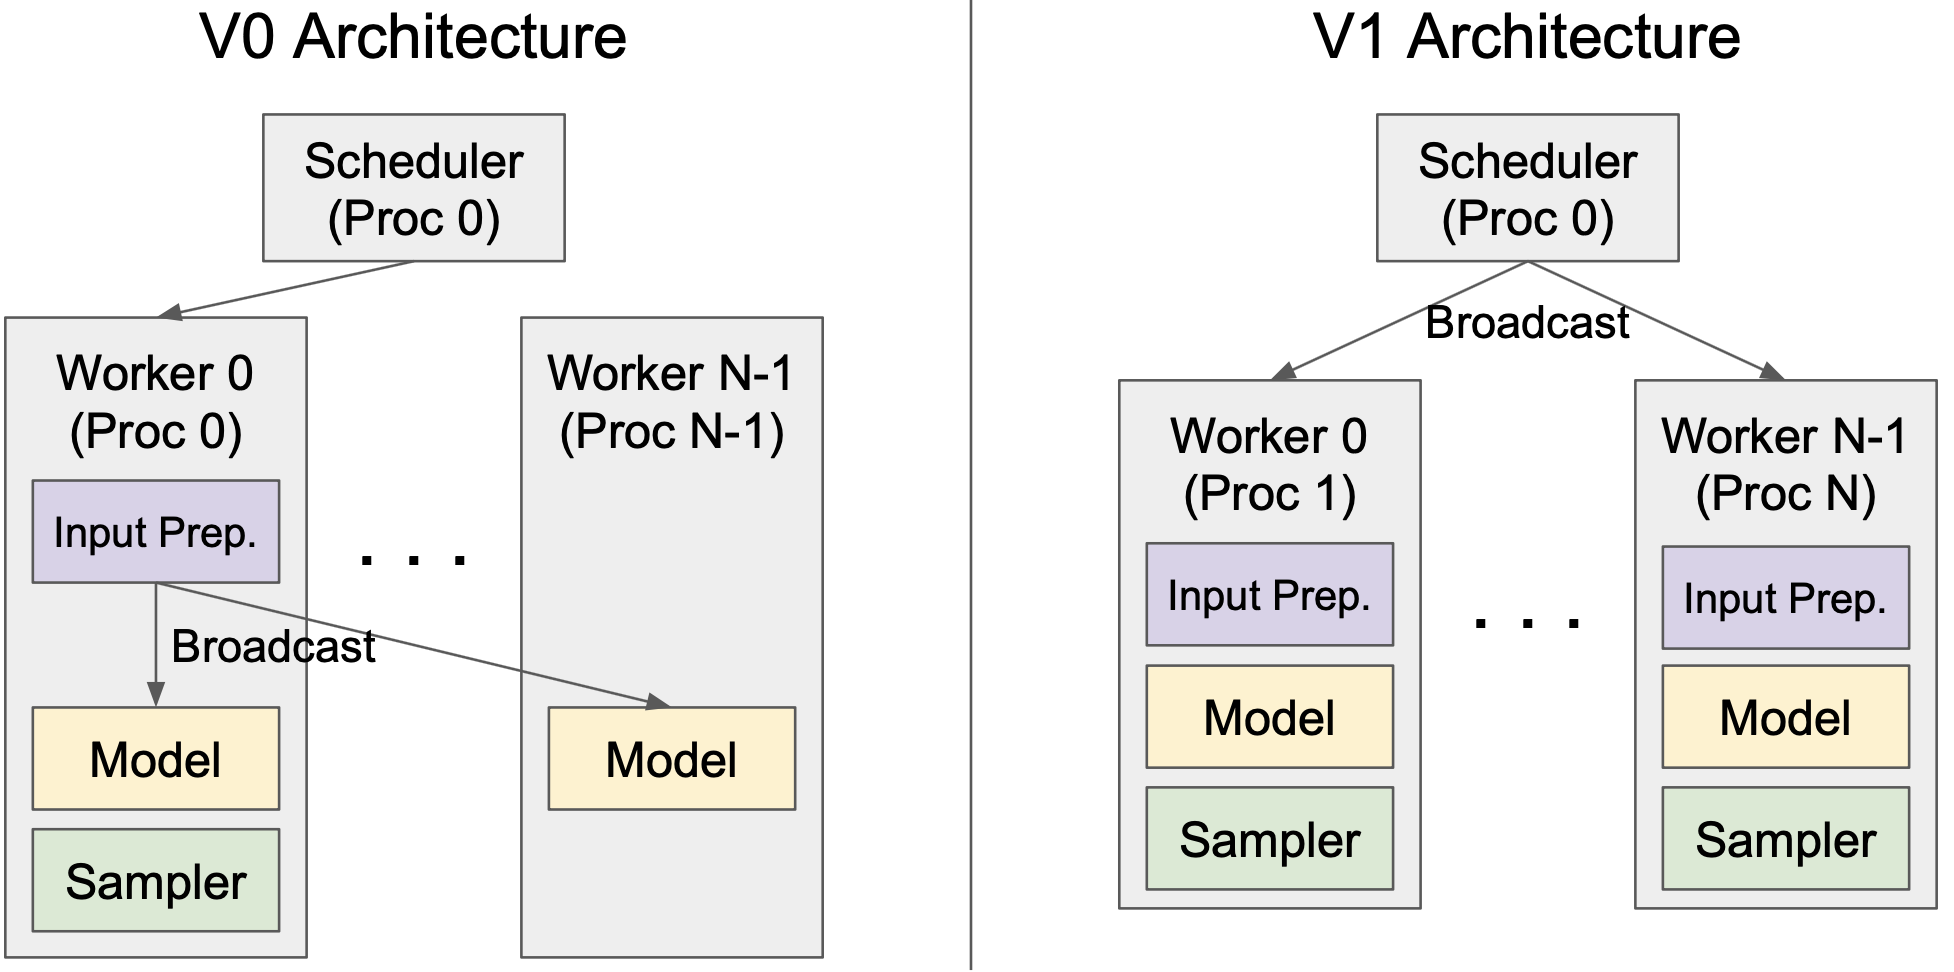 V0 Architecture
Scheduler
(Proc 0)
Worker 0
(Proc 0)
Input Prep.
Broadcast
Model
Sampler
. . .
Worker N-1
(Proc N-1)
Model
V1 Architecture
Scheduler
(Proc 0)
Broadcast
Worker 0
(Proc 1)
Input Prep.
Model
Sampler
. . .
Worker N-1
(Proc N)
Input Prep.
Model
Sampler